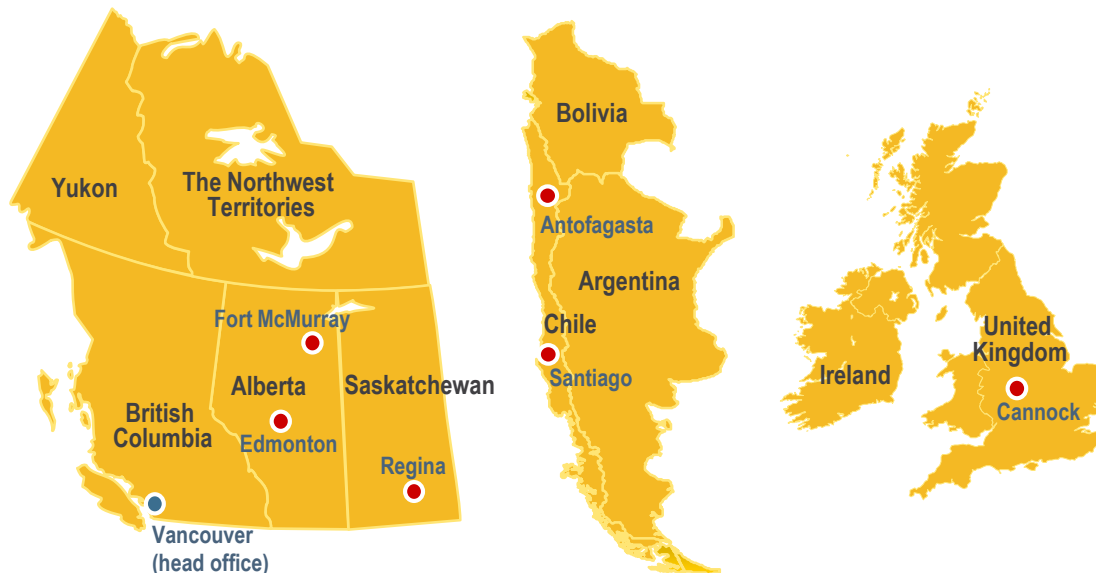 Yukon
The Northwest
Territories
Fort McMurray
Alberta
Saskatchewan
British
Columbia
Edmonton
Regina
Vancouver
(head office)
Bolivia
Antofagasta
Argentina
Chile
Santiago
United
Kingdom
Ireland
Cannock